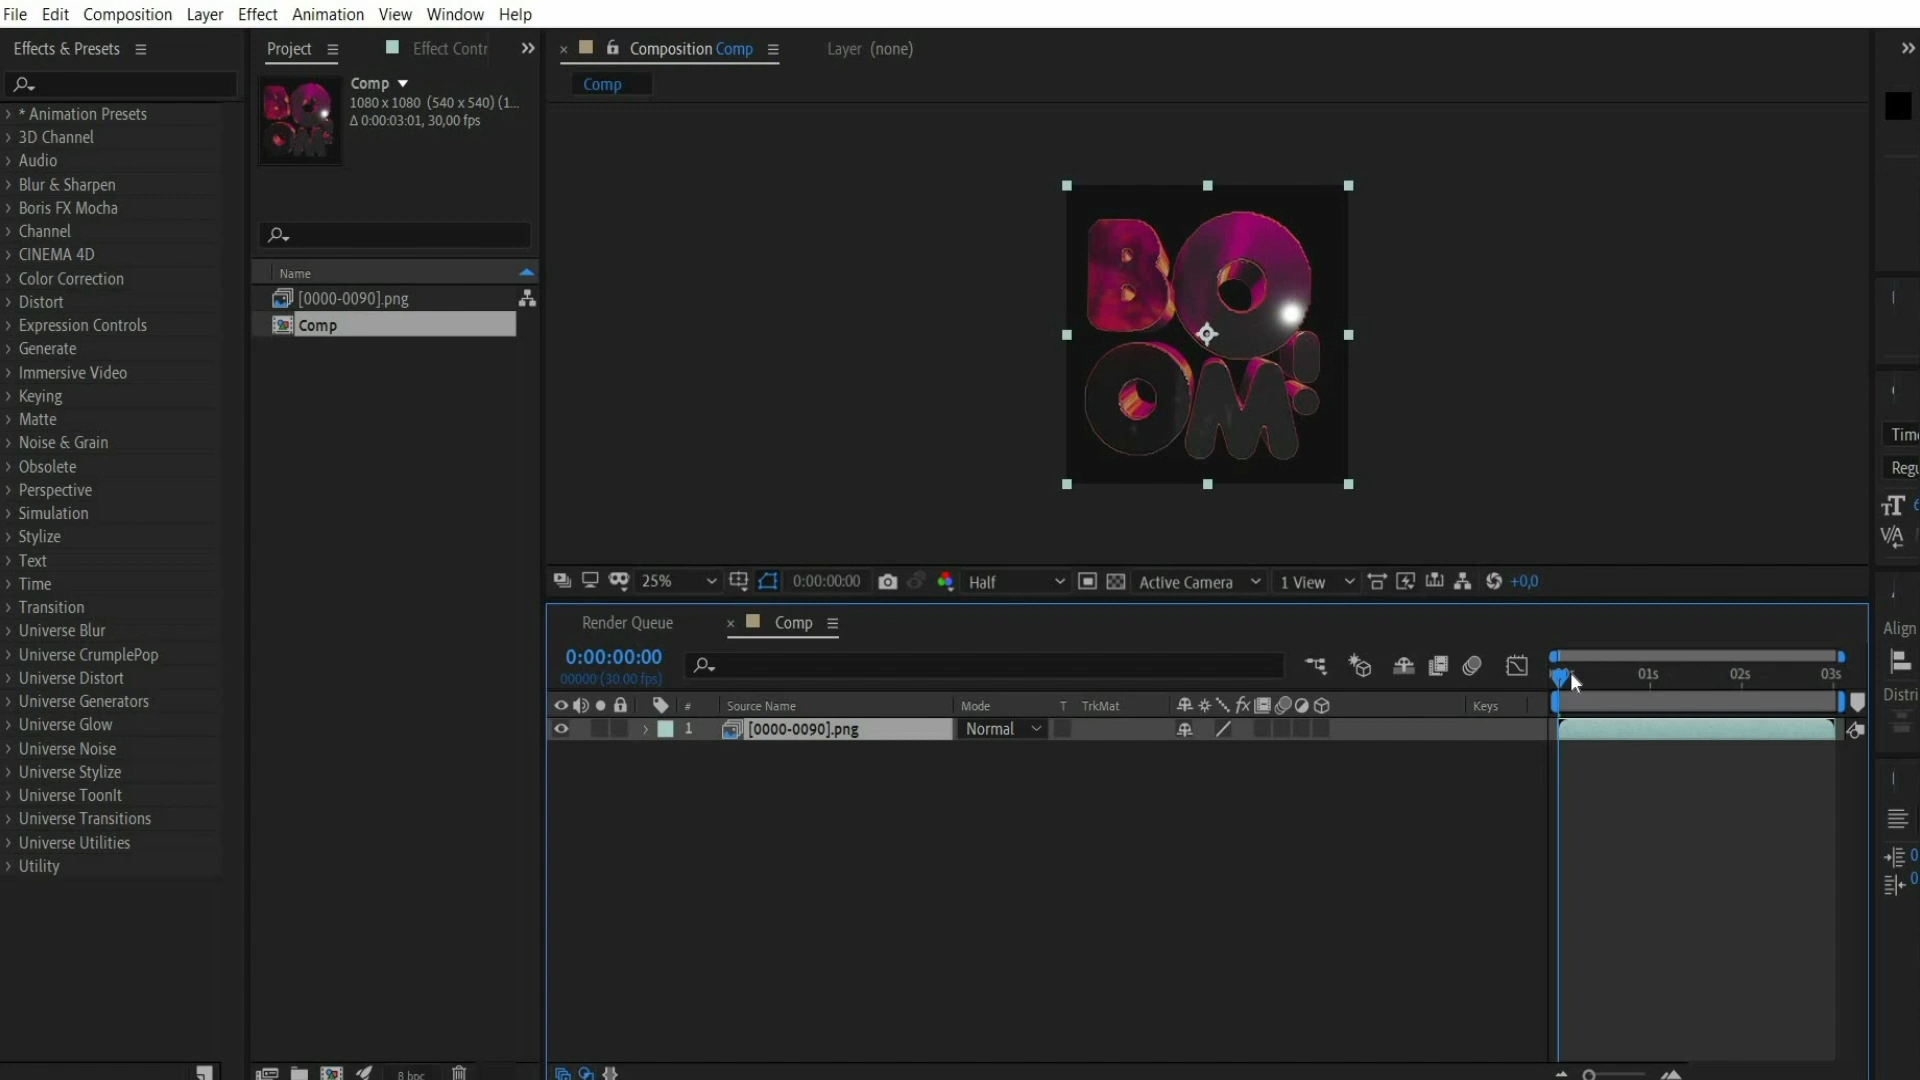 File Edit Composition Layer Effect Animation View Window Help
Effects & Presets
* Animation Presets
3D Channel
Audio
Blur & Sharpen
Boris FX Mocha
Channel
CINEMA 4D
Color Correction
Distort
Expression Controls
Generate
Immersive Video
Keying
Matte
Noise & Grain
Obsolete
Perspective
Simulation
Stylize
Text
Time
Transition
Universe Blur
Universe CrumplePop
Universe Distort
Universe Generators
Universe Glow
Universe Noise
Universe Stylize
Universe ToonIt
Universe Transitions
Universe Utilities
Utility
Project Effect Contr
Comp
1080 x 1080 (540 x 540) (1...
Δ 0:00:03:01, 30,00 fps
Name
[0000-0090].png
Comp
8 bpc
Composition Comp Layer (none)
Comp
BO
OM!
25% 0:00:00:00 Half Active Camera 1 View +0,0
Render Queue Comp
0:00:00:00
00000 (30.00 fps)
01s 02s 03s
# Source Name Mode T TrkMat fx Keys
1 [0000-0090].png Normal
Time
Regu
Align
Distri
0
0